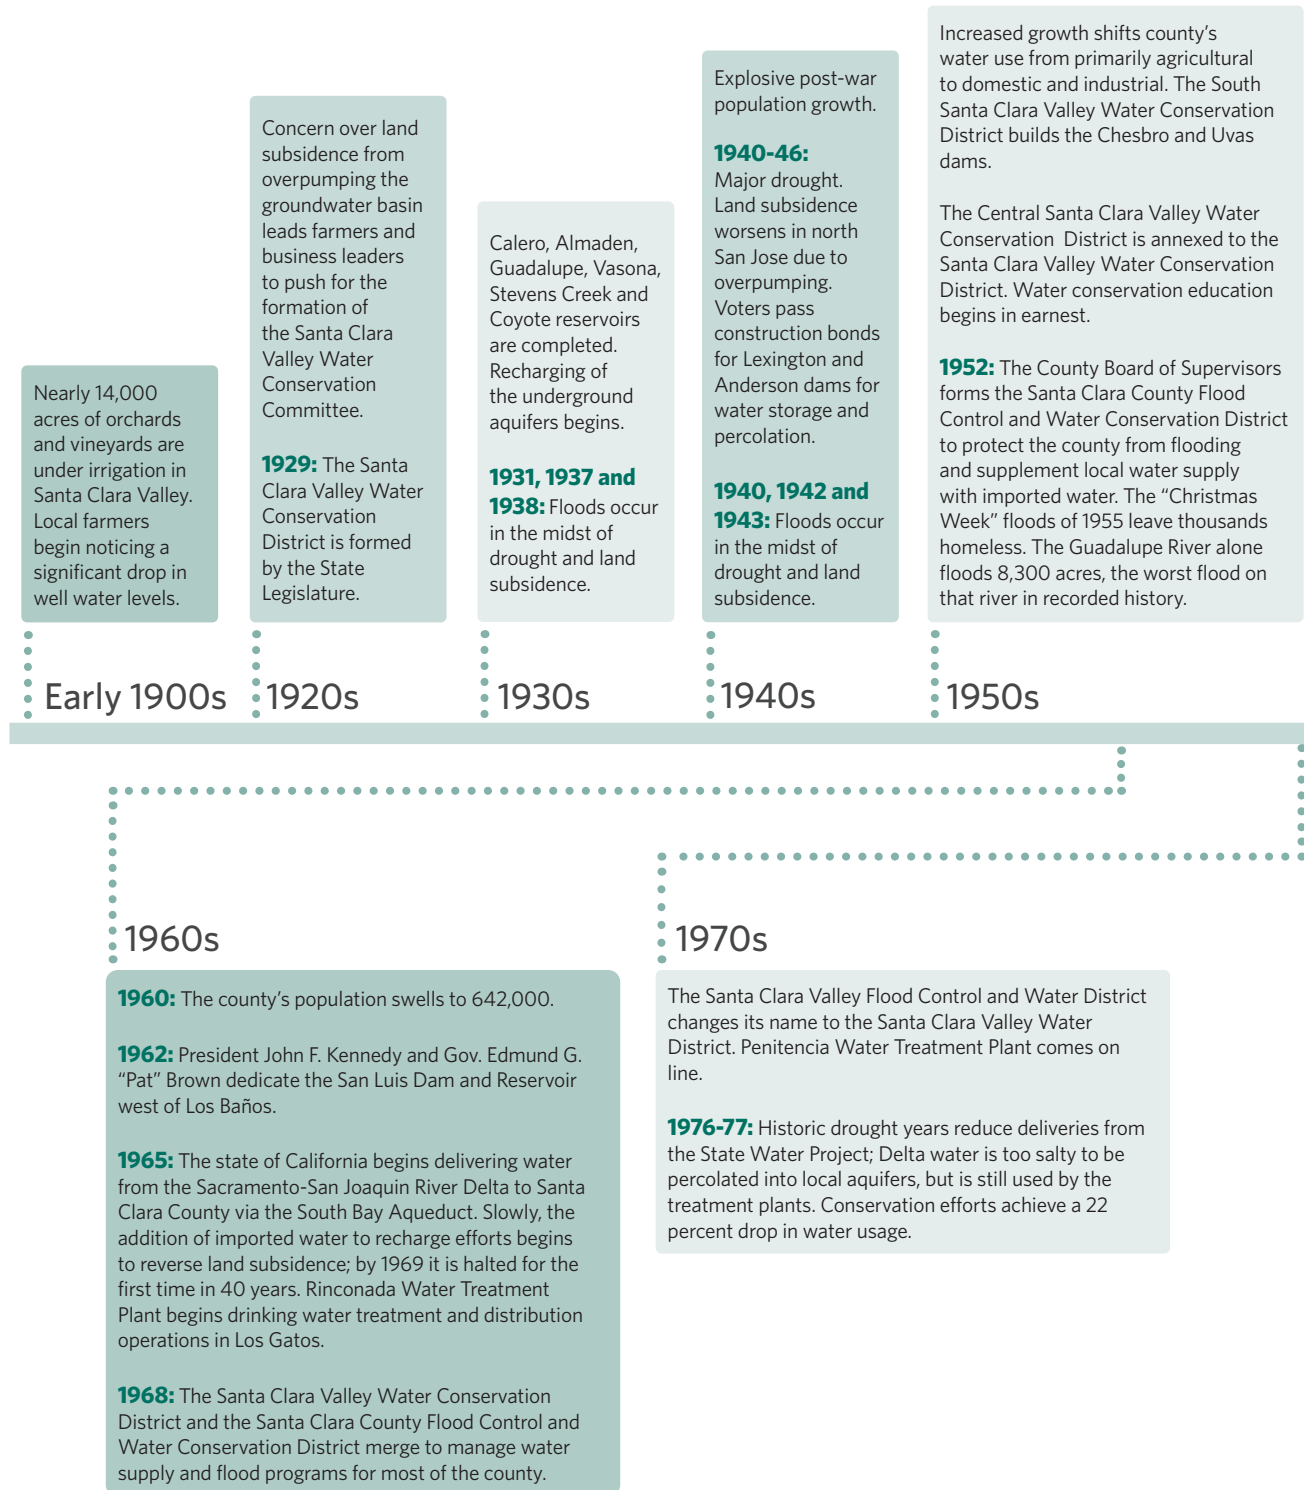 Nearly 14,000
acres of orchards
and vineyards are
under irrigation in
Santa Clara Valley.
Local farmers
begin noticing a
significant drop in
well water levels.
Early 1900s
Concern over land
subsidence from
overpumping the
groundwater basin
leads farmers and
business leaders
to push for the
formation of
the Santa Clara
Valley Water
Conservation
Committee.
1929: The Santa
Clara Valley Water
Conservation
District is formed
by the State
Legislature.
1920s
Calero, Almaden,
Guadalupe, Vasona,
Stevens Creek and
Coyote reservoirs
are completed.
Recharging of
the underground
aquifers begins.
1931, 1937 and
1938: Floods occur
in the midst of
drought and land
subsidence.
1930s
Explosive post-war
population growth.
1940-46:
Major drought.
Land subsidence
worsens in north
San Jose due to
overpumping.
Voters pass
construction bonds
for Lexington and
Anderson dams for
water storage and
percolation.
1940, 1942 and
1943: Floods occur
in the midst of
drought and land
subsidence.
1940s
Increased growth shifts county's
water use from primarily agricultural
to domestic and industrial. The South
Santa Clara Valley Water Conservation
District builds the Chesbro and Uvas
dams.
The Central Santa Clara Valley Water
Conservation District is annexed to the
Santa Clara Valley Water Conservation
District. Water conservation education
begins in earnest.
1952: The County Board of Supervisors
forms the Santa Clara County Flood
Control and Water Conservation District
to protect the county from flooding
and supplement local water supply
with imported water. The “Christmas
Week” floods of 1955 leave thousands
homeless. The Guadalupe River alone
floods 8,300 acres, the worst flood on
that river in recorded history.
1950s
1960s
1960: The county's population swells to 642,000.
1962: President John F. Kennedy and Gov. Edmund G.
“Pat” Brown dedicate the San Luis Dam and Reservoir
west of Los Baños.
1965: The state of California begins delivering water
from the Sacramento-San Joaquin River Delta to Santa
Clara County via the South Bay Aqueduct. Slowly, the
addition of imported water to recharge efforts begins
to reverse land subsidence; by 1969 it is halted for the
first time in 40 years. Rinconada Water Treatment
Plant begins drinking water treatment and distribution
operations in Los Gatos.
1968: The Santa Clara Valley Water Conservation
District and the Santa Clara County Flood Control and
Water Conservation District merge to manage water
supply and flood programs for most of the county.
1970s
The Santa Clara Valley Flood Control and Water District
changes its name to the Santa Clara Valley Water
District. Penitencia Water Treatment Plant comes on
line.
1976-77: Historic drought years reduce deliveries from
the State Water Project; Delta water is too salty to be
percolated into local aquifers, but is still used by the
treatment plants. Conservation efforts achieve a 22
percent drop in water usage.